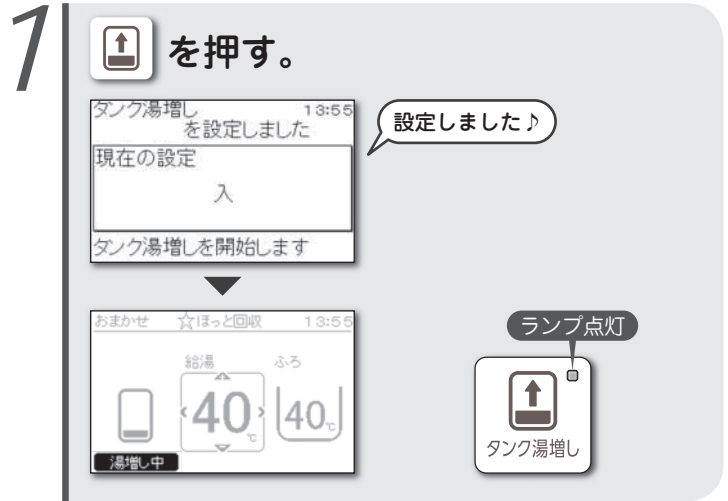 1
を押す。
タンク湯増し 13:55
を設定しました
現在の設定
入
タンク湯増しを開始します
設定しました♪
おまかせ ☆ほっと回収 13:55
給湯 ふろ
40℃ 40℃
湯増し中
ランプ点灯
タンク湯増し